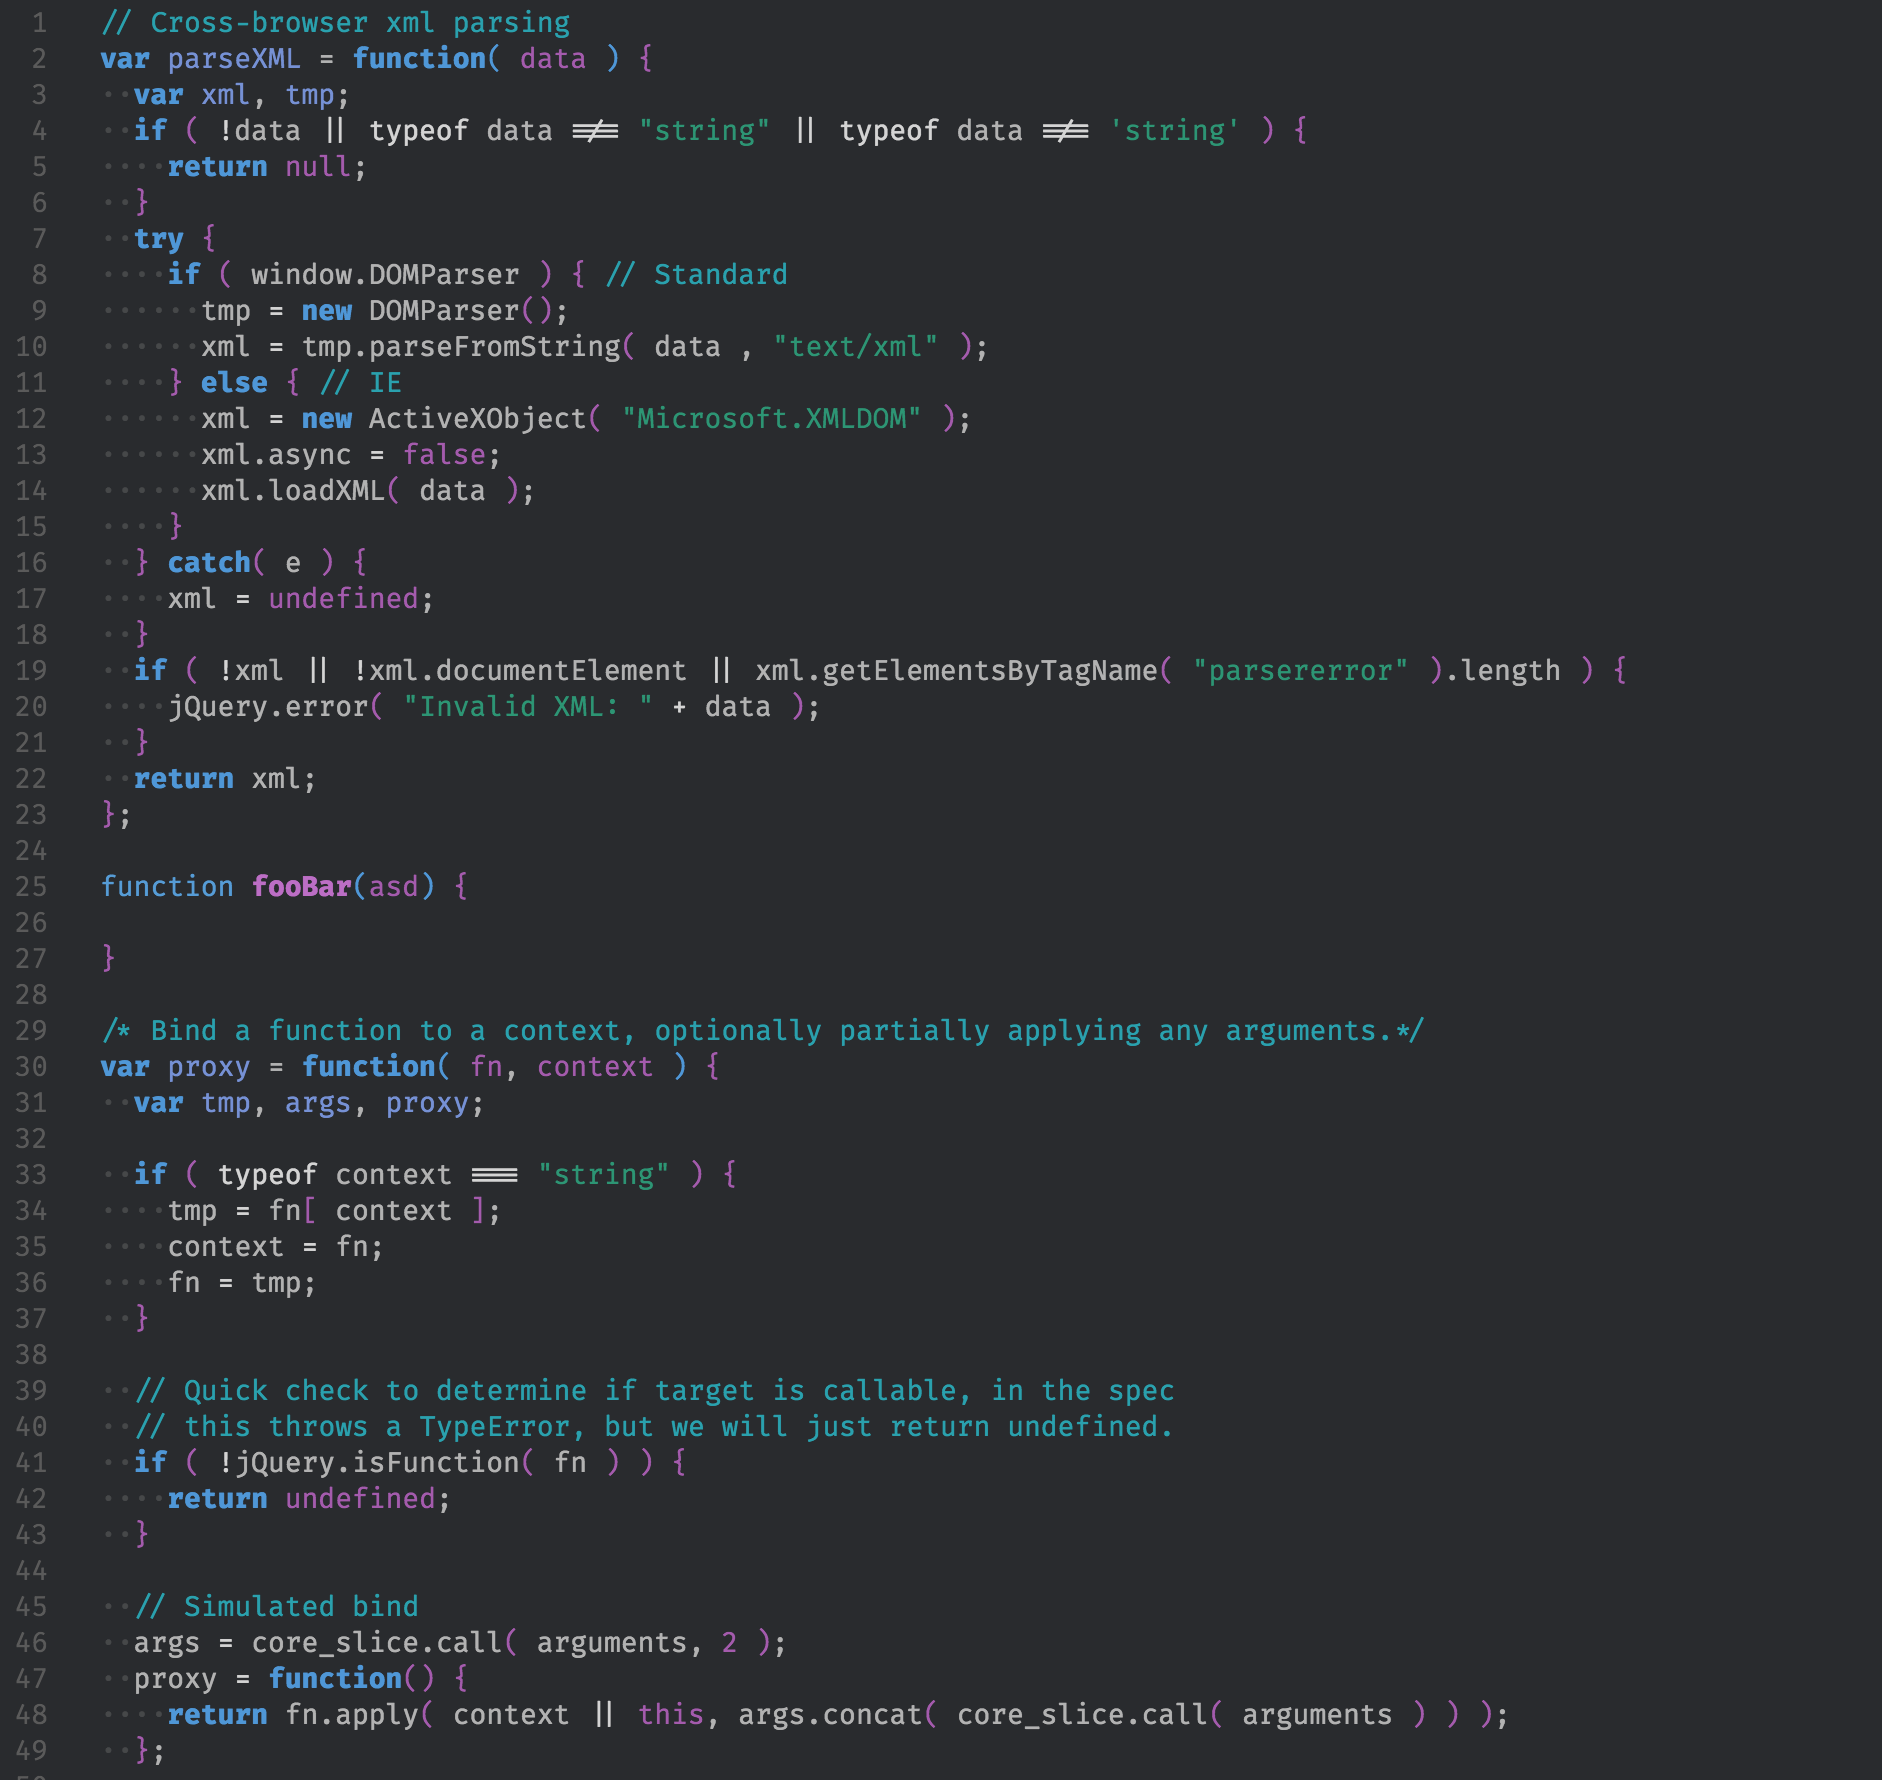 1 // Cross-browser xml parsing
2 var parseXML = function( data ) {
3 ··var xml, tmp;
4 ··if ( !data || typeof data !== "string" || typeof data !== 'string' ) {
5 ····return null;
6 ··}
7 ··try {
8 ····if ( window.DOMParser ) { // Standard
9 ······tmp = new DOMParser();
10 ······xml = tmp.parseFromString( data , "text/xml" );
11 ····} else { // IE
12 ······xml = new ActiveXObject( "Microsoft.XMLDOM" );
13 ······xml.async = false;
14 ······xml.loadXML( data );
15 ····}
16 ··} catch( e ) {
17 ····xml = undefined;
18 ··}
19 ··if ( !xml || !xml.documentElement || xml.getElementsByTagName( "parsererror" ).length ) {
20 ····jQuery.error( "Invalid XML: " + data );
21 ··}
22 ··return xml;
23 };
24
25 function fooBar(asd) {
26
27 }
28
29 /* Bind a function to a context, optionally partially applying any arguments.*/
30 var proxy = function( fn, context ) {
31 ··var tmp, args, proxy;
32
33 ··if ( typeof context === "string" ) {
34 ····tmp = fn[ context ];
35 ····context = fn;
36 ····fn = tmp;
37 ··}
38
39 ··// Quick check to determine if target is callable, in the spec
40 ··// this throws a TypeError, but we will just return undefined.
41 ··if ( !jQuery.isFunction( fn ) ) {
42 ····return undefined;
43 ··}
44
45 ··// Simulated bind
46 ··args = core_slice.call( arguments, 2 );
47 ··proxy = function() {
48 ····return fn.apply( context || this, args.concat( core_slice.call( arguments ) ) );
49 ··};